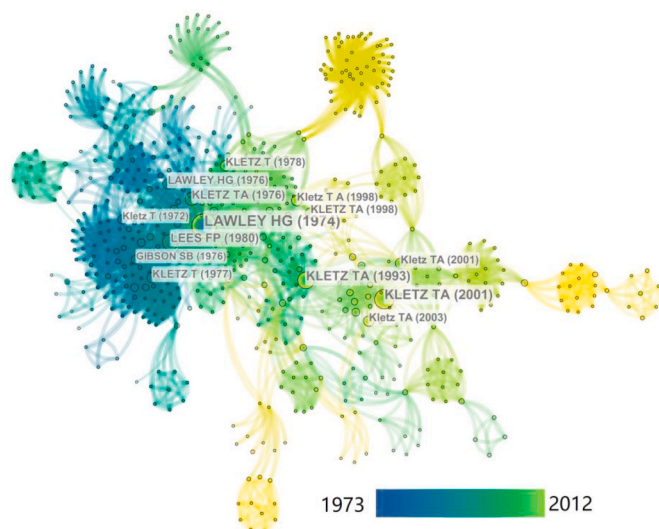 KLETZ T (1978)
LAWLEY HG (1976)
KLETZ TA (1976)
Kletz T A (1998)
KLETZ TA (1998)
Kletz T (1972)
LAWLEY HG (1974)
LEES FP (1980)
GIBSON SB (1976)
Kletz TA (2001)
KLETZ T (1977)
KLETZ TA (1993)
KLETZ TA (2001)
Kletz TA (2003)
1973
2012